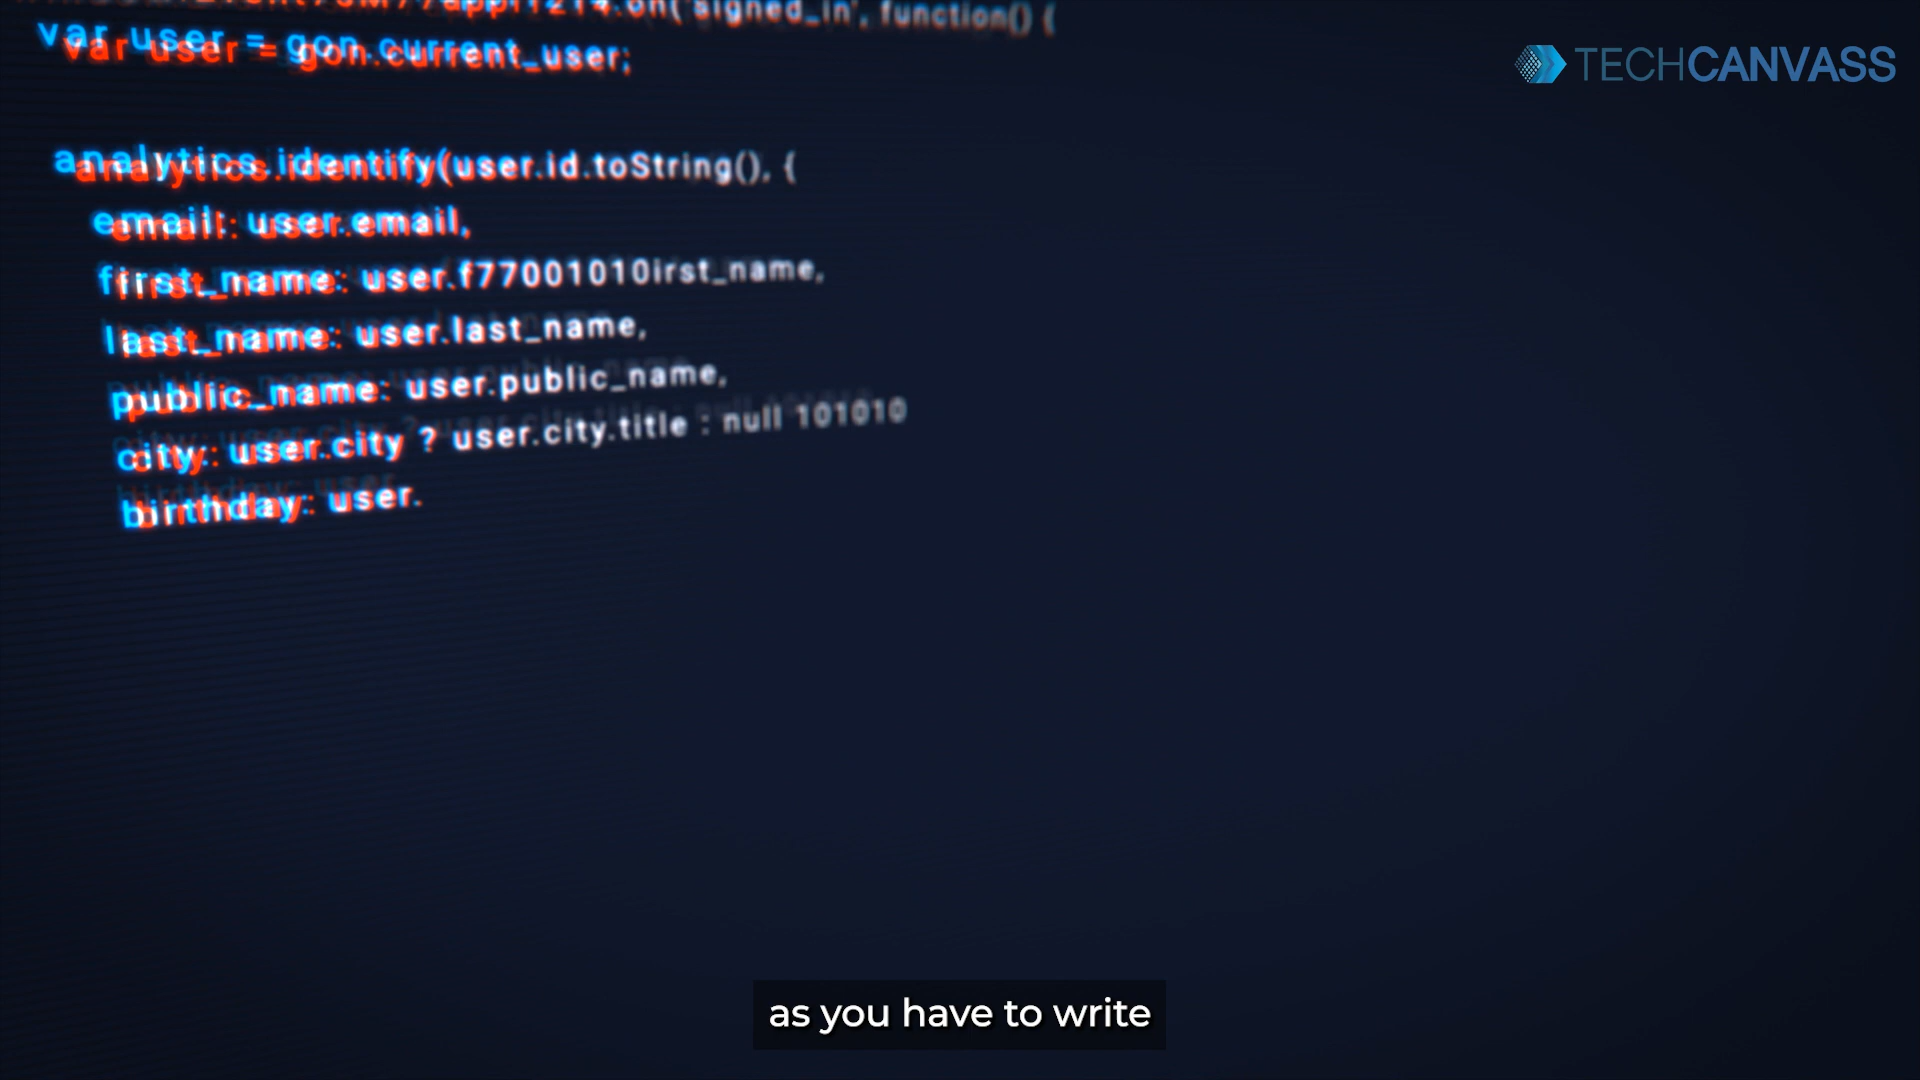 'signed_in', function() {
var user = gon.current_user;
TECHCANVASS
analytics.identify(user.id.toString(), {
email: user.email,
first_name: user.f77001010irst_name,
last_name: user.last_name,
public_name: user.public_name,
city: user.city ? user.city.title : null 101010
birthday: user.
as you have to write